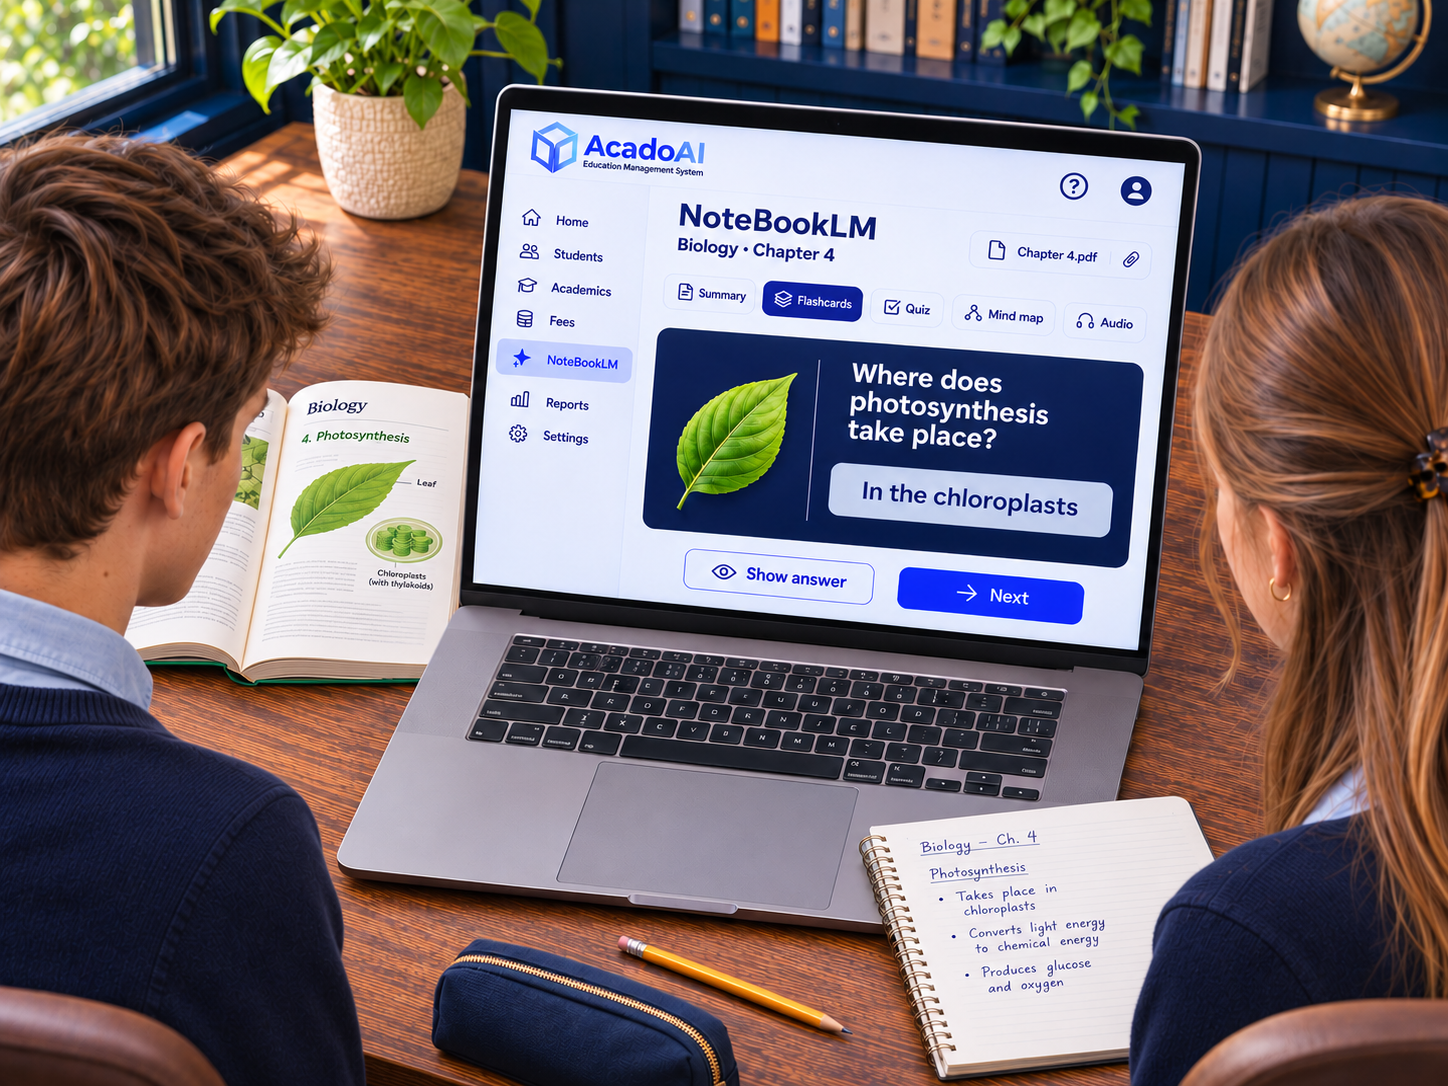 AcadoAI
Education Management System
Home
Students
Academics
Fees
NoteBookLM
Reports
Settings
NoteBookLM
Biology • Chapter 4
Chapter 4.pdf
Summary
Flashcards
Quiz
Mind map
Audio
Where does
photosynthesis
take place?
In the chloroplasts
Show answer
Next
Biology
4. Photosynthesis
Leaf
Chloroplasts
(with thylakoids)
Biology – Ch. 4
Photosynthesis
• Takes place in
chloroplasts
• Converts light energy
to chemical energy
• Produces glucose
and oxygen